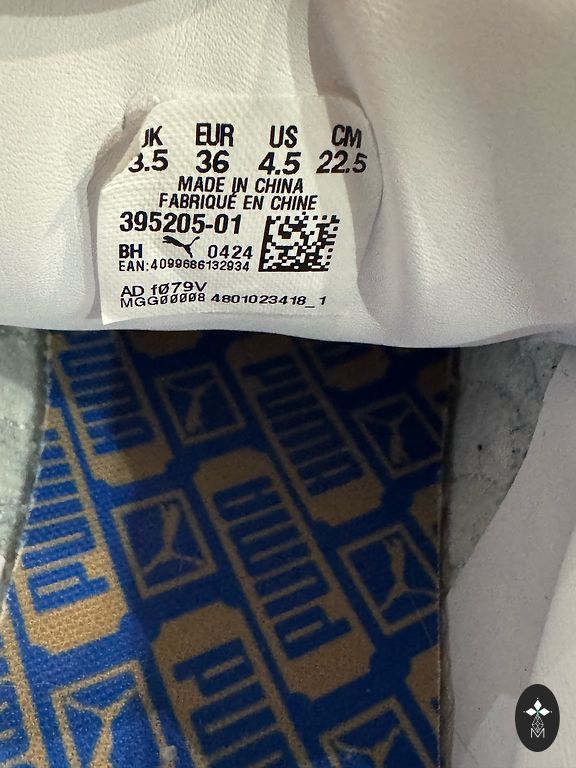 UK EUR US CM
3.5 36 4.5 22.5
MADE IN CHINA
FABRIQUÉ EN CHINE
395205-01
BH 0424
EAN:4099686132934
AD fø79V
MGG00008 4801023418_1
PUMA
PUMA
PUMA
PUMA
PUMA
M